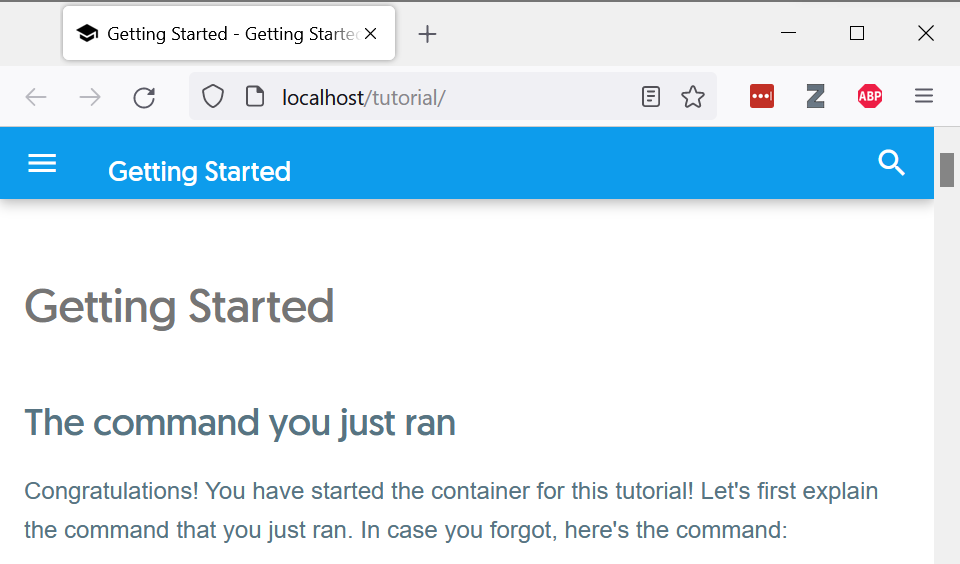 Getting Started - Getting Starte
localhost/tutorial/
ABP
Getting Started
Getting Started
The command you just ran
Congratulations! You have started the container for this tutorial! Let's first explain
the command that you just ran. In case you forgot, here's the command: